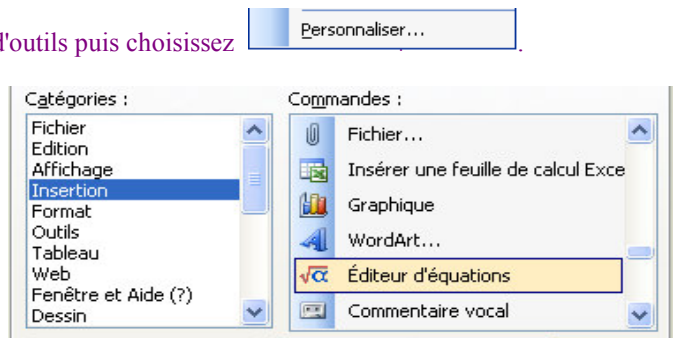 d'outils puis choisissez Personnaliser... .
Catégories :
Fichier
Edition
Affichage
Insertion
Format
Outils
Tableau
Web
Fenêtre et Aide (?)
Dessin
Commandes :
Fichier...
Insérer une feuille de calcul Exce
Graphique
WordArt...
Éditeur d'équations
Commentaire vocal